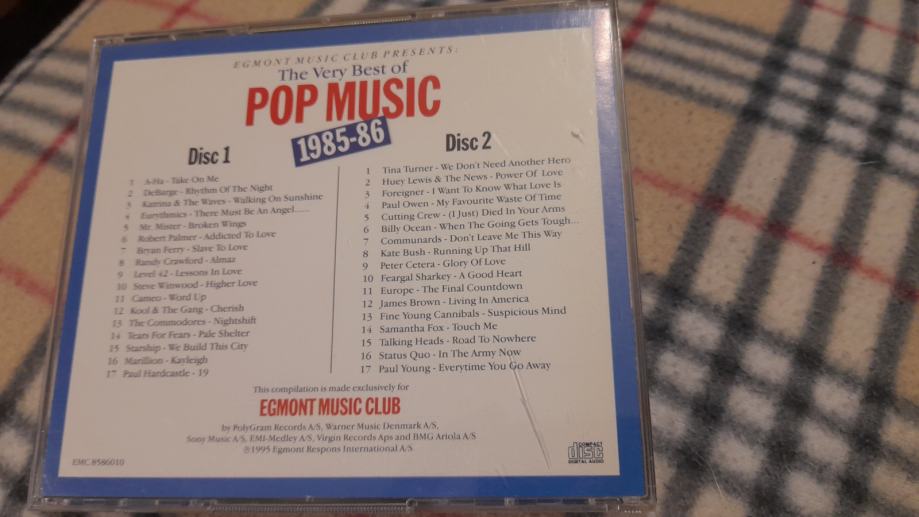 EGMONT MUSIC CLUB PRESENTS:
The Very Best of
POP MUSIC
1985-86
Disc 1
1 A-Ha - Take On Me
2 DeBarge - Rhythm Of The Night
3 Katrina & The Waves - Walking On Sunshine
4 Eurythmics - There Must Be An Angel......
5 Mr. Mister - Broken Wings
6 Robert Palmer - Addicted To Love
7 Bryan Ferry - Slave To Love
8 Randy Crawford - Almaz
9 Level 42 - Lessons In Love
10 Steve Winwood - Higher Love
11 Cameo - Word Up
12 Kool & The Gang - Cherish
13 The Commodores - Nightshift
14 Tears For Fears - Pale Shelter
15 Starship - We Build This City
16 Marillion - Kayleigh
17 Paul Hardcastle - 19
Disc 2
1 Tina Turner - We Don't Need Another Hero
2 Huey Lewis & The News - Power Of Love
3 Foreigner - I Want To Know What Love Is
4 Paul Owen - My Favourite Waste Of Time
5 Cutting Crew - (I Just) Died In Your Arms
6 Billy Ocean - When The Going Gets Tough...
7 Communards - Don't Leave Me This Way
8 Kate Bush - Running Up That Hill
9 Peter Cetera - Glory Of Love
10 Feargal Sharkey - A Good Heart
11 Europe - The Final Countdown
12 James Brown - Living In America
13 Fine Young Cannibals - Suspicious Mind
14 Samantha Fox - Touch Me
15 Talking Heads - Road To Nowhere
16 Status Quo - In The Army Now
17 Paul Young - Everytime You Go Away
This compilation is made exclusively for
EGMONT MUSIC CLUB
by PolyGram Records A/S, Warner Music Denmark A/S,
Sony Music A/S, EMI-Medley A/S, Virgin Records Aps and BMG Ariola A/S
℗1995 Egmont Respons International A/S
EMC 8586010
COMPACT
disc
DIGITAL AUDIO